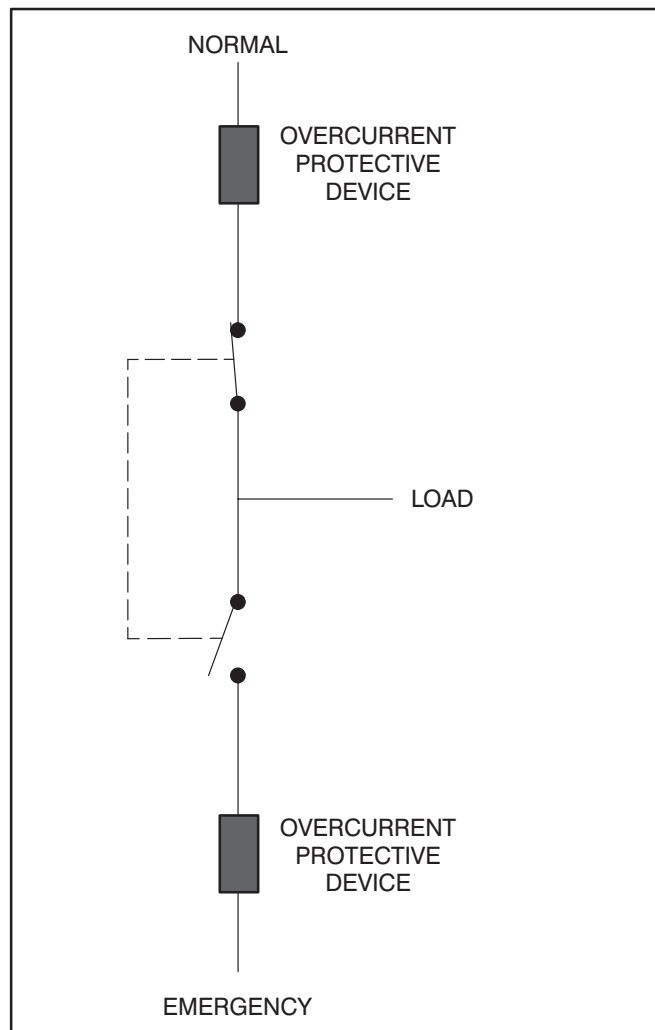 NORMAL
OVERCURRENT
PROTECTIVE
DEVICE
LOAD
OVERCURRENT
PROTECTIVE
DEVICE
EMERGENCY